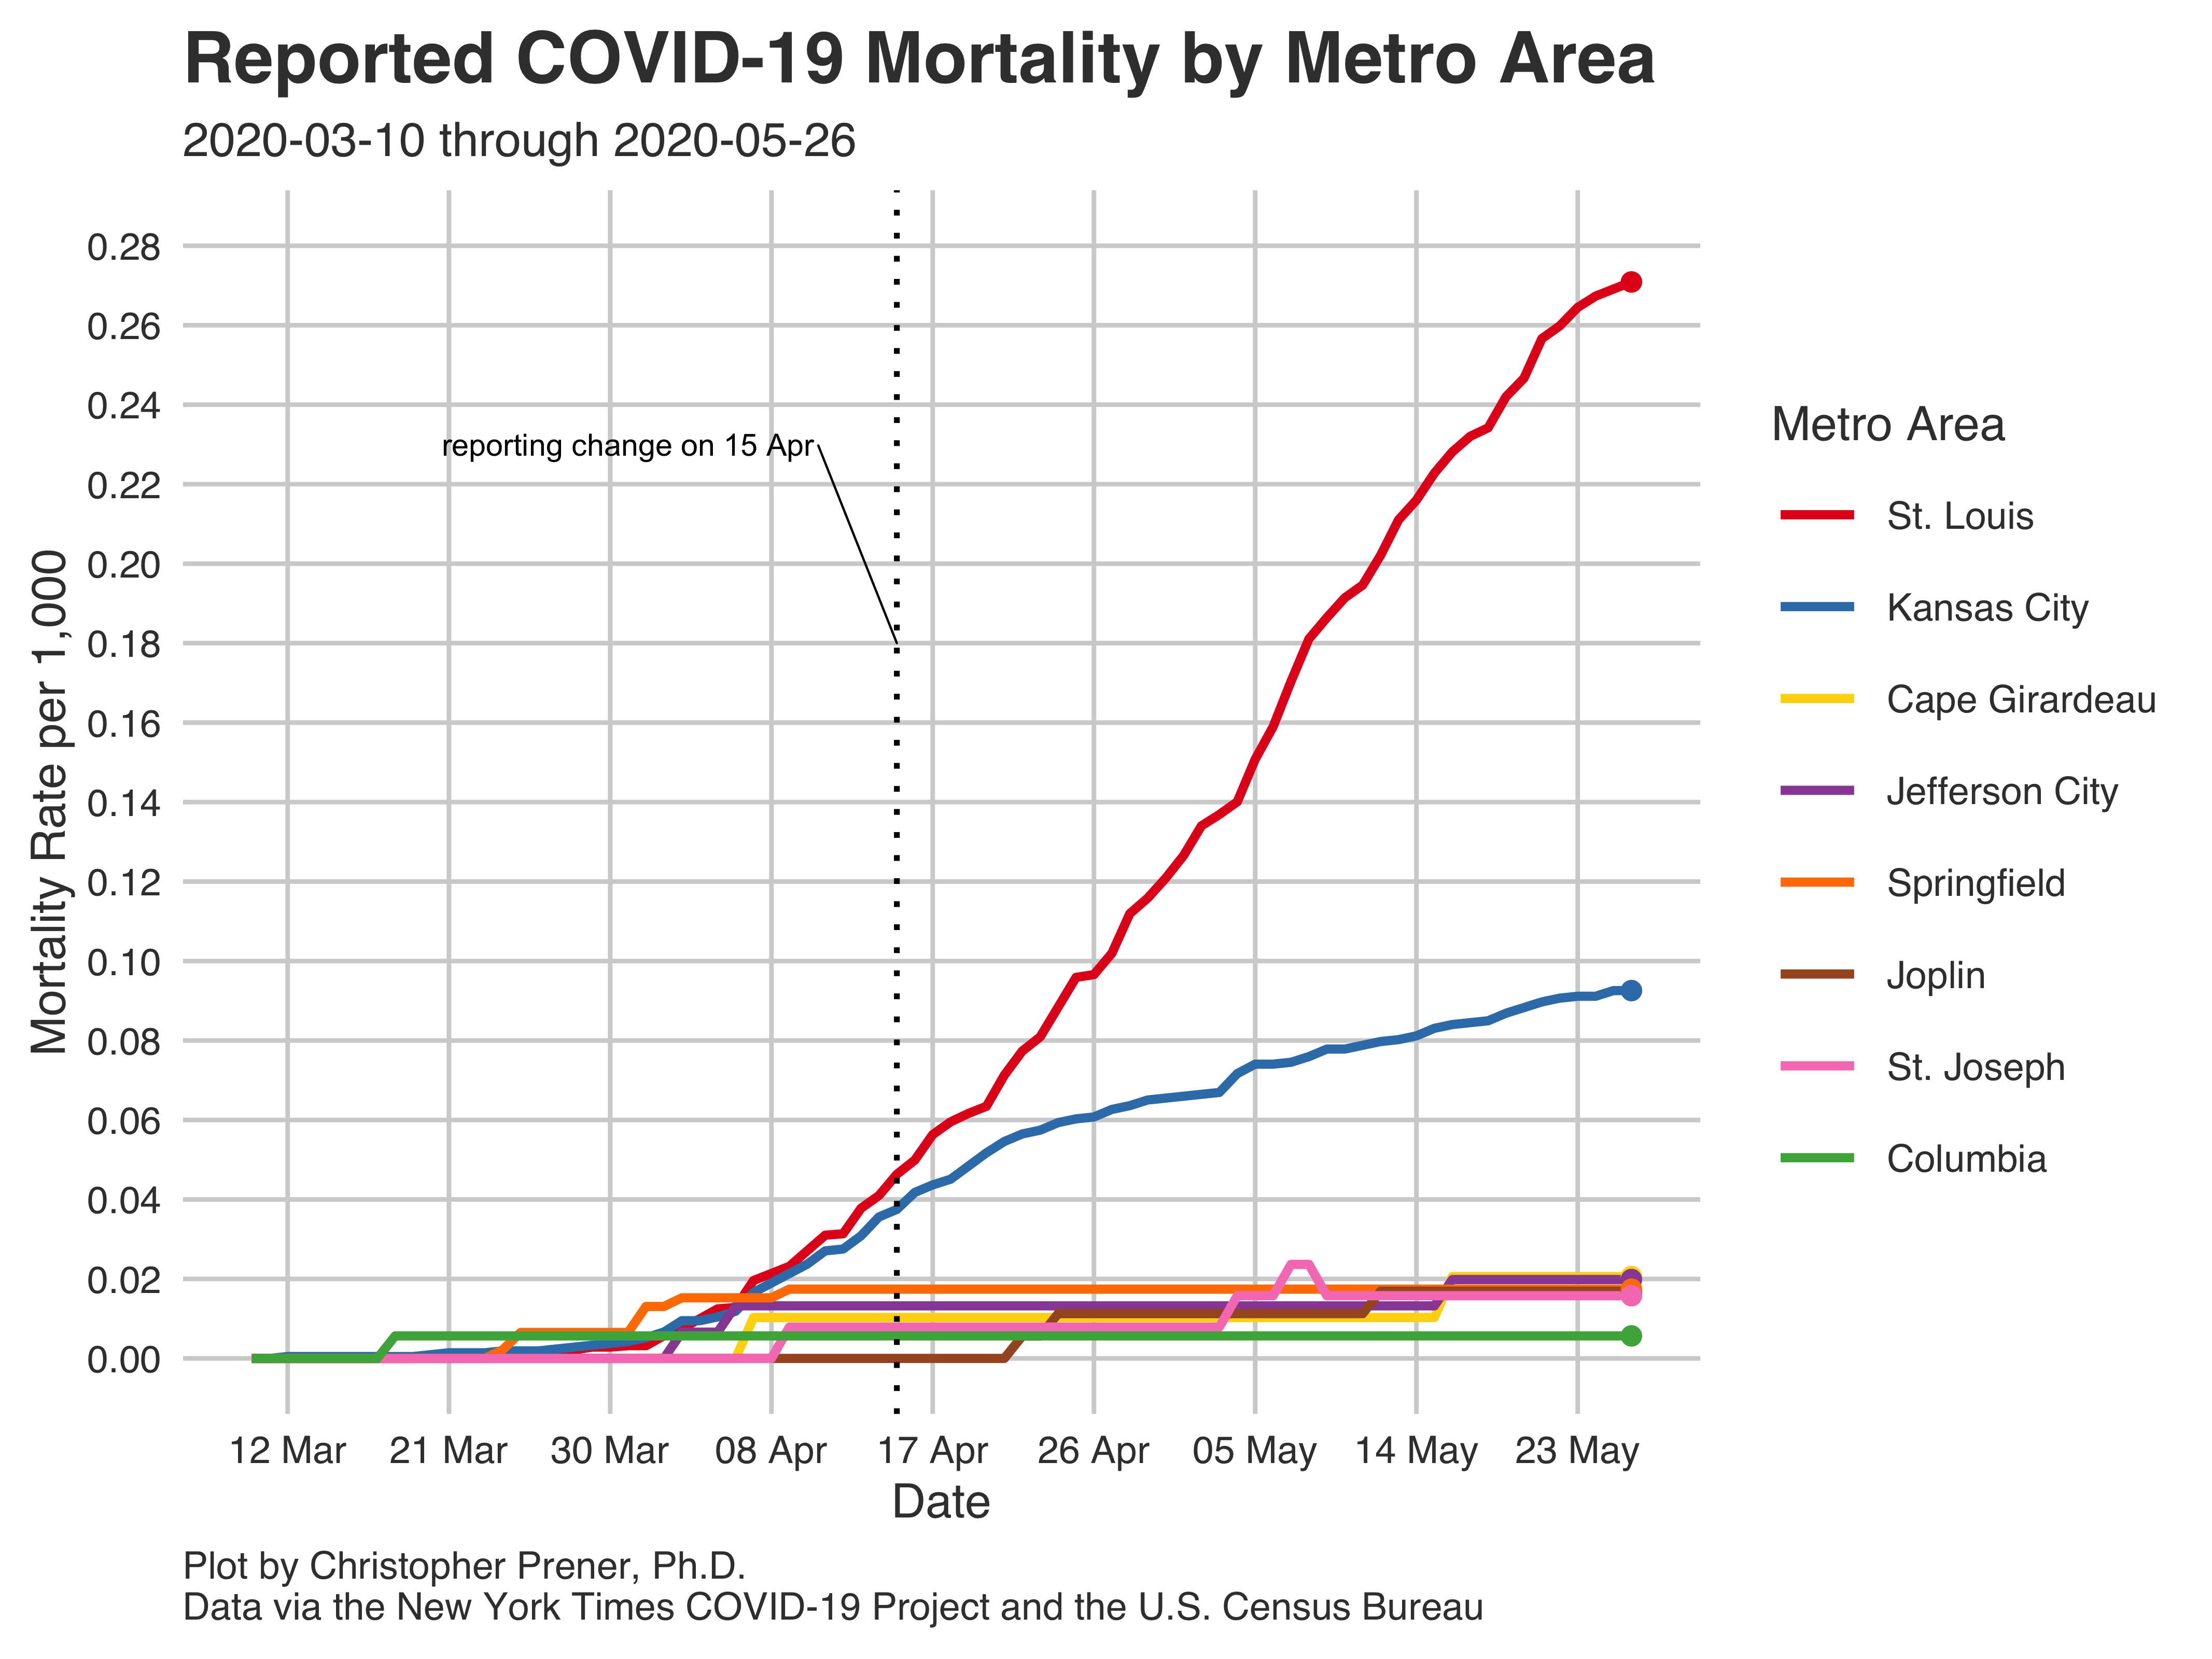 Reported COVID-19 Mortality by Metro Area
2020-03-10 through 2020-05-26
0.28
0.26
0.24
0.22
0.20
0.18
0.16
0.14
0.12
0.10
0.08
0.06
0.04
0.02
0.00
Mortality Rate per 1,000
reporting change on 15 Apr
12 Mar 21 Mar 30 Mar 08 Apr 17 Apr 26 Apr 05 May 14 May 23 May
Date
Metro Area
St. Louis
Kansas City
Cape Girardeau
Jefferson City
Springfield
Joplin
St. Joseph
Columbia
Plot by Christopher Prener, Ph.D.
Data via the New York Times COVID-19 Project and the U.S. Census Bureau